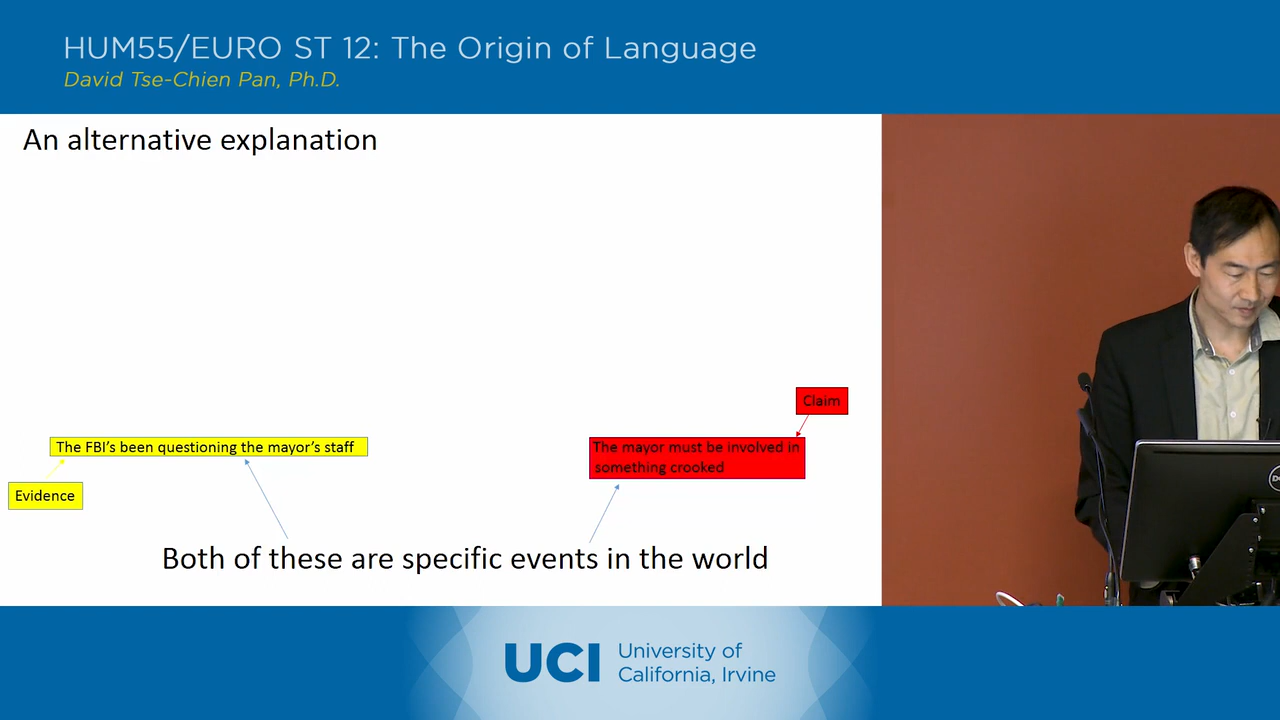 HUM55/EURO ST 12: The Origin of Language
David Tse-Chien Pan, Ph.D.
An alternative explanation
Claim
The FBI's been questioning the mayor's staff
The mayor must be involved in
something crooked
Evidence
Both of these are specific events in the world
UCI
University of
California, Irvine